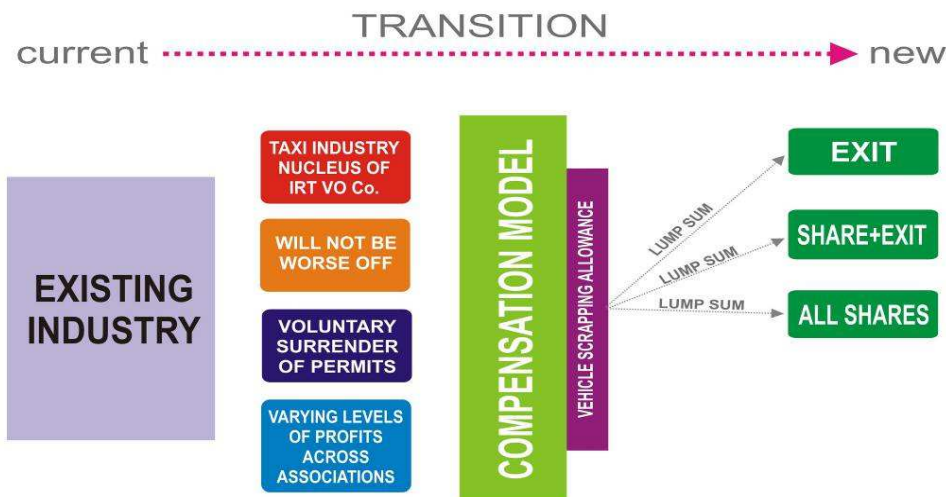 TRANSITION
current
new
EXISTING
INDUSTRY
TAXI INDUSTRY
NUCLEUS OF
IRT VO Co.
WILL NOT BE
WORSE OFF
VOLUNTARY
SURRENDER
OF PERMITS
VARYING LEVELS
OF PROFITS
ACROSS
ASSOCIATIONS
COMPENSATION MODEL
VEHICLE SCRAPPING ALLOWANCE
LUMP SUM
LUMP SUM
LUMP SUM
EXIT
SHARE+EXIT
ALL SHARES